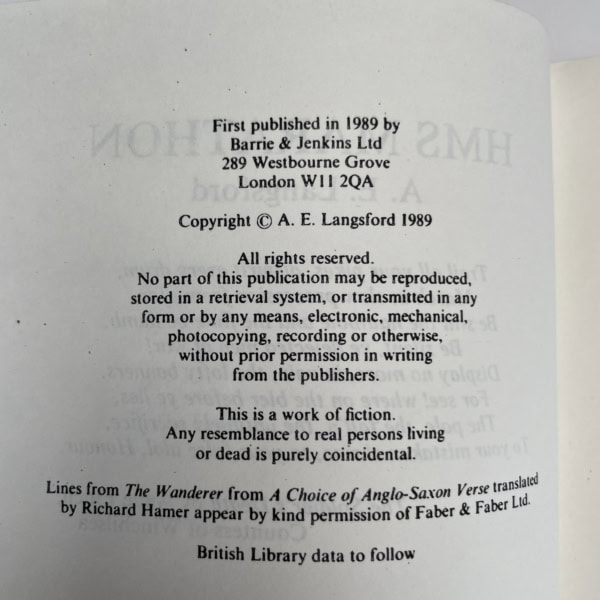 First published in 1989 by
Barrie & Jenkins Ltd
289 Westbourne Grove
London W11 2QA
Copyright © A. E. Langsford 1989
All rights reserved.
No part of this publication may be reproduced,
stored in a retrieval system, or transmitted in any
form or by any means, electronic, mechanical,
photocopying, recording or otherwise,
without prior permission in writing
from the publishers.
This is a work of fiction.
Any resemblance to real persons living
or dead is purely coincidental.
Lines from The Wanderer from A Choice of Anglo-Saxon Verse translated
by Richard Hamer appear by kind permission of Faber & Faber Ltd.
British Library data to follow